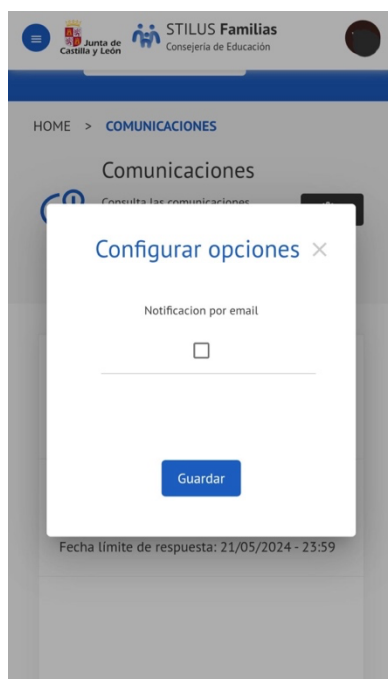 Junta de
Castilla y León
STILUS Familias
Consejería de Educación
HOME > COMUNICACIONES
Comunicaciones
Consulta las comunicaciones
Configurar opciones
Notificacion por email
Guardar
Fecha límite de respuesta: 21/05/2024 - 23:59